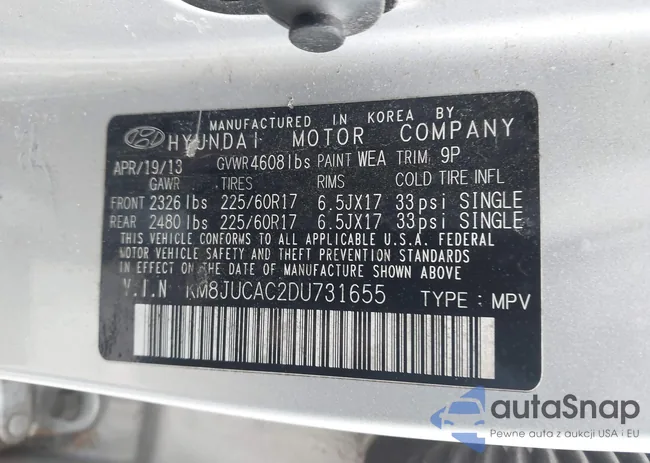 MANUFACTURED IN KOREA BY
HYUNDAI MOTOR COMPANY
APR/19/13 GVWR 4608lbs PAINT WEA TRIM 9P
GAWR TIRES RIMS COLD TIRE INFL
FRONT 2326 lbs 225/60R17 6.5JX17 33psi SINGLE
REAR 2480 lbs 225/60R17 6.5JX17 33psi SINGLE
THIS VEHICLE CONFORMS TO ALL APPLICABLE U.S.A. FEDERAL
MOTOR VEHICLE SAFETY AND THEFT PREVENTION STANDARDS
IN EFFECT ON THE DATE OF MANUFACTURE SHOWN ABOVE
V.I.N KM8JUCAC2DU731655 TYPE : MPV
autaSnap
Pewne auta z aukcji USA i EU